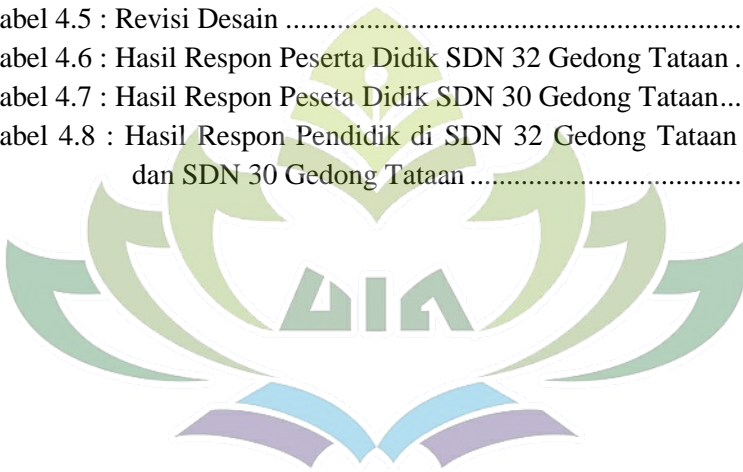 abel 4.5 : Revisi Desain ..................................................
abel 4.6 : Hasil Respon Peserta Didik SDN 32 Gedong Tataan .
abel 4.7 : Hasil Respon Peseta Didik SDN 30 Gedong Tataan...
abel 4.8 : Hasil Respon Pendidik di SDN 32 Gedong Tataan
dan SDN 30 Gedong Tataan ..............................
UIN